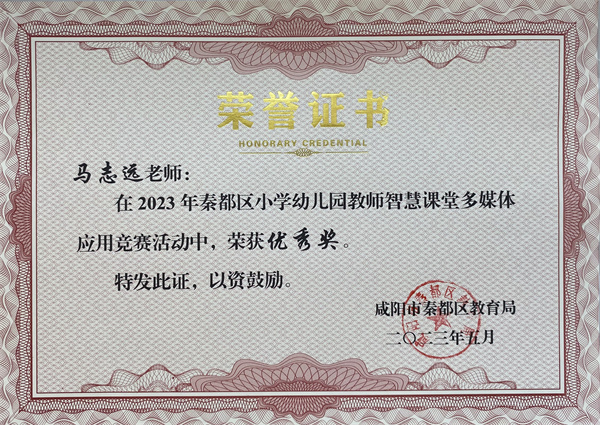 荣誉证书
HONORARY CREDENTIAL
马志远老师：
在2023年秦都区小学幼儿园教师智慧课堂多媒体
应用竞赛活动中，荣获优秀奖。
特发此证，以资鼓励。
咸阳市秦都区教育局
二〇二三年五月